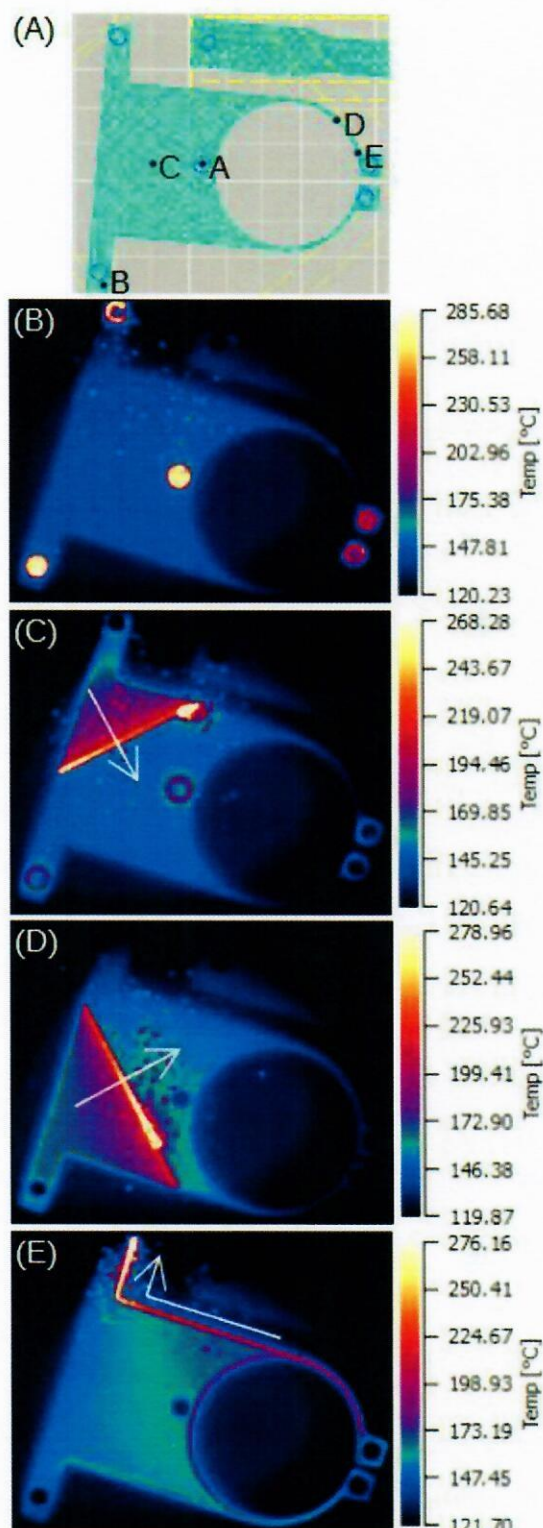 (A)
D
E
C
A
B
(B)
285.68
258.11
230.53
202.96
175.38
147.81
120.23
Temp [°C]
(C)
268.28
243.67
219.07
194.46
169.85
145.25
120.64
Temp [°C]
(D)
278.96
252.44
225.93
199.41
172.90
146.38
119.87
Temp [°C]
(E)
276.16
250.41
224.67
198.93
173.19
147.45
121.70
Temp [°C]